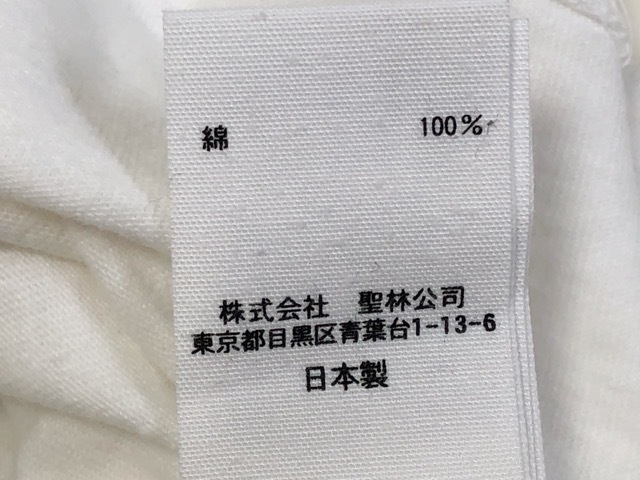 綿 100%
株式会社 聖林公司
東京都目黒区青葉台1-13-6
日本製